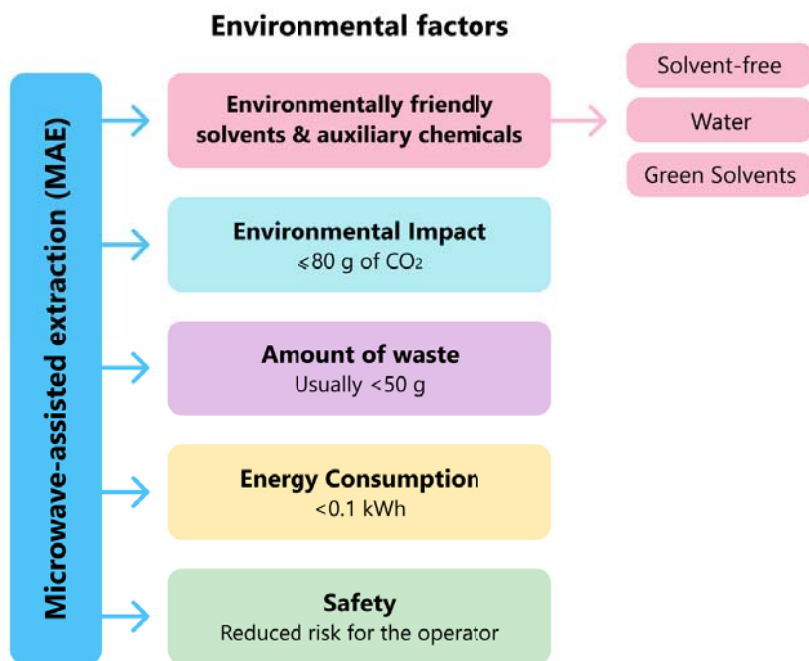 Environmental factors
Microwave-assisted extraction (MAE)
Environmentally friendly
solvents & auxiliary chemicals
Solvent-free
Water
Green Solvents
Environmental Impact
⩽80 g of CO₂
Amount of waste
Usually <50 g
Energy Consumption
<0.1 kWh
Safety
Reduced risk for the operator